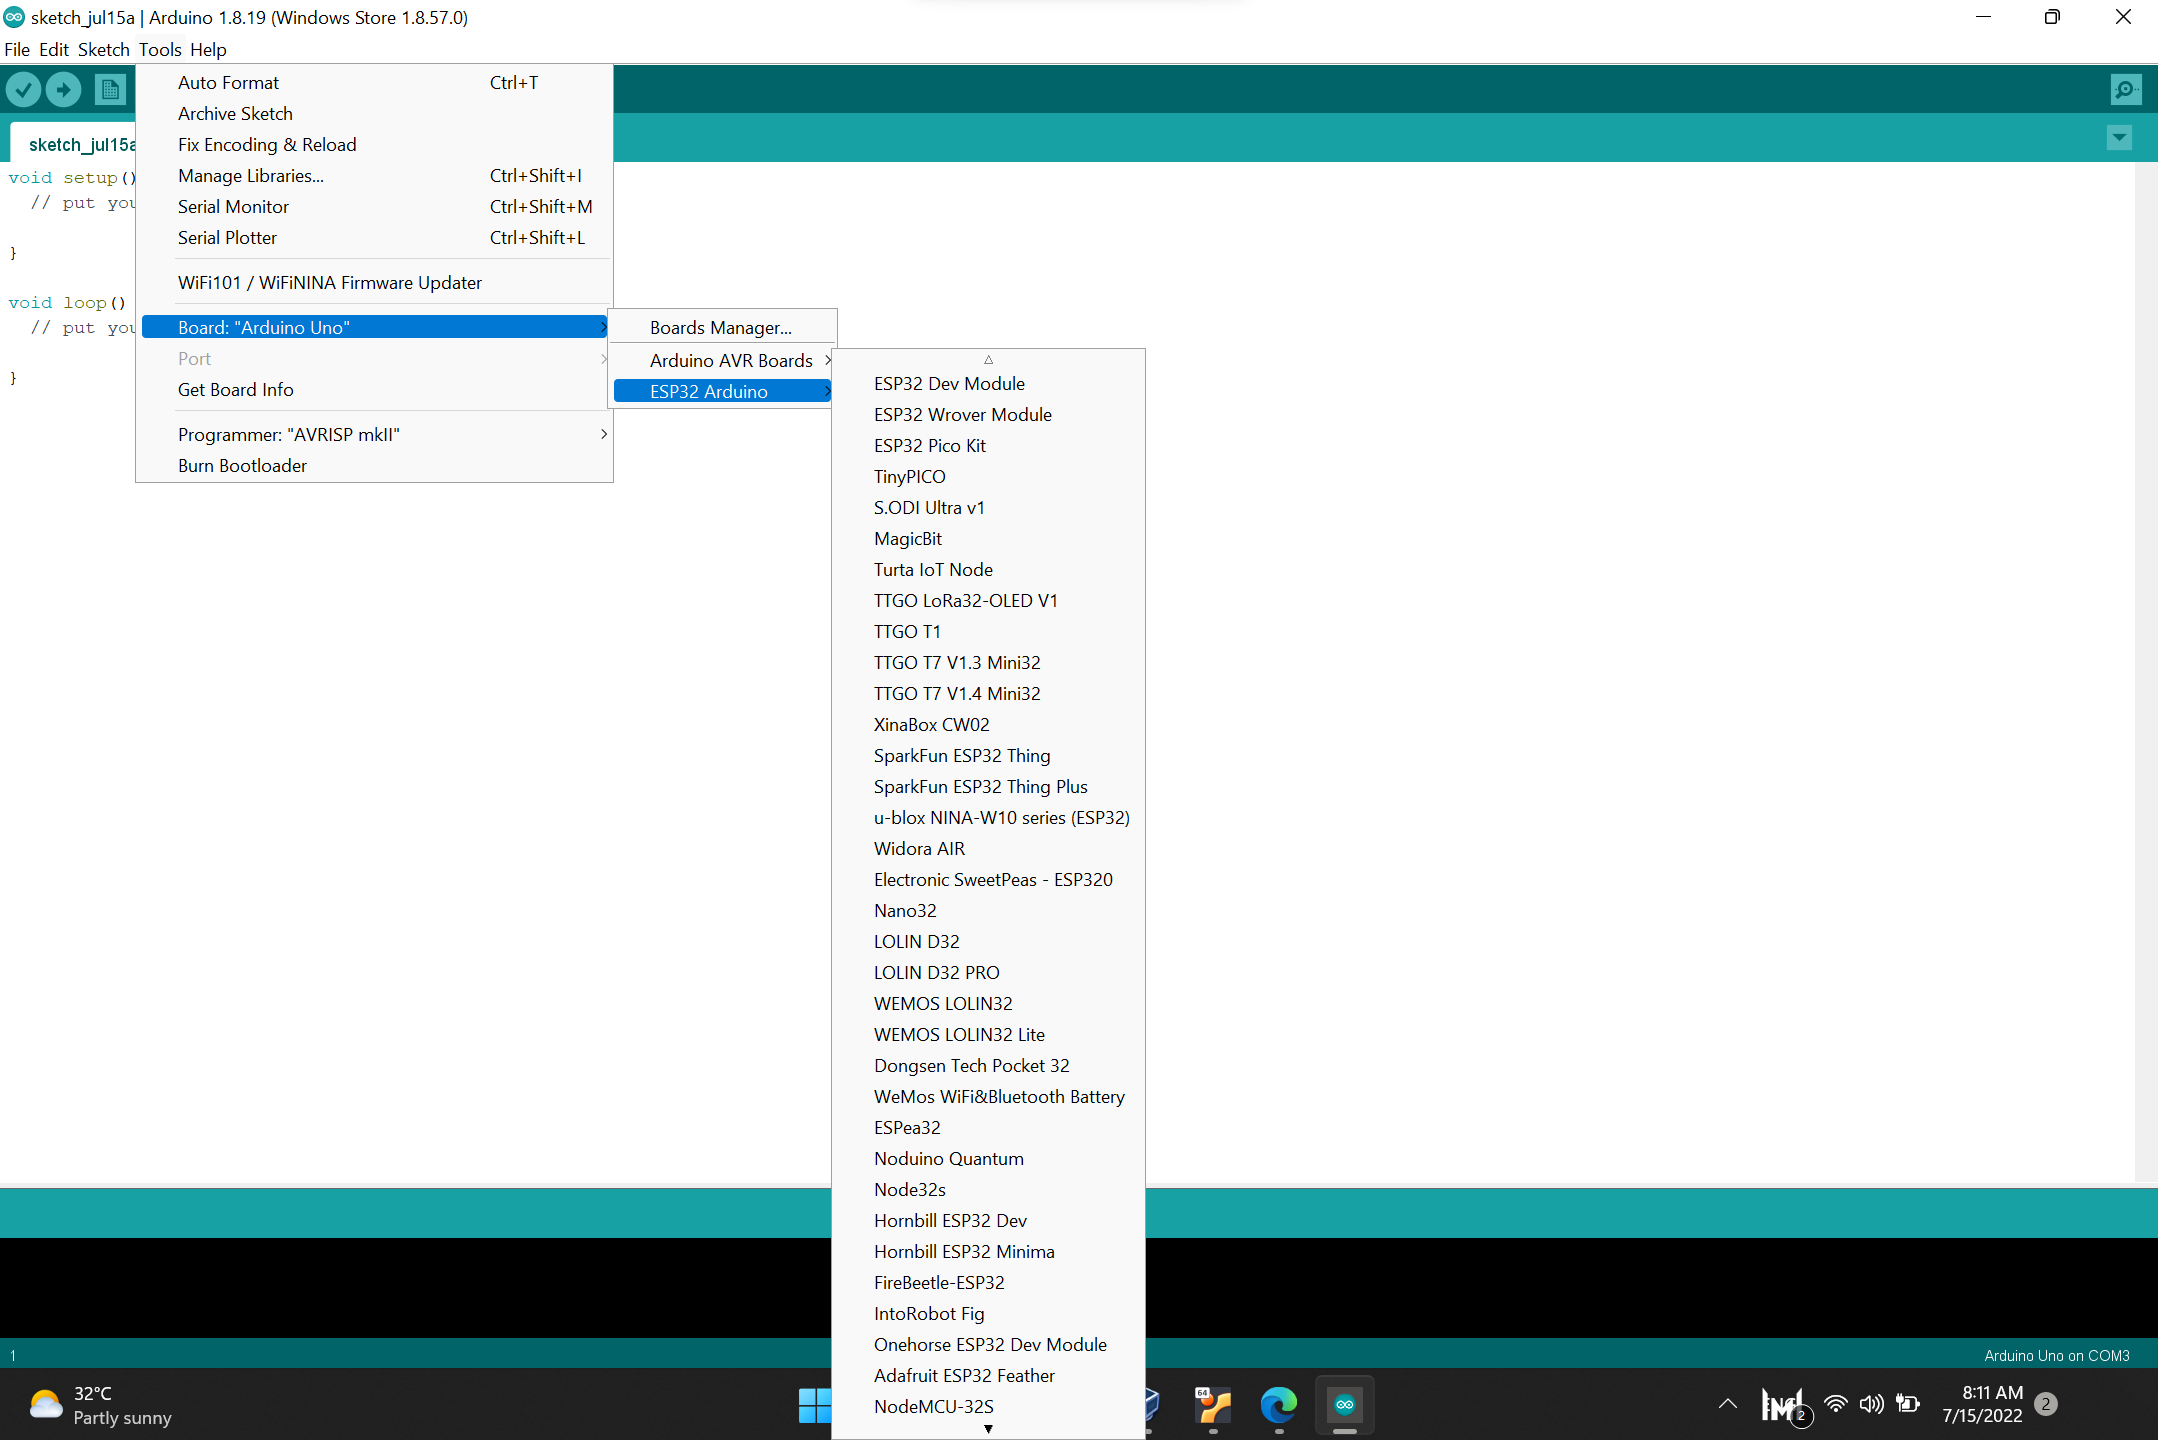 sketch_jul15a | Arduino 1.8.19 (Windows Store 1.8.57.0)
File Edit Sketch Tools Help
sketch_jul15a
void setup()
// put you
}
void loop()
// put you
}
Auto Format Ctrl+T
Archive Sketch
Fix Encoding & Reload
Manage Libraries... Ctrl+Shift+I
Serial Monitor Ctrl+Shift+M
Serial Plotter Ctrl+Shift+L
WiFi101 / WiFiNINA Firmware Updater
Board: "Arduino Uno"
Port
Get Board Info
Programmer: "AVRISP mkII"
Burn Bootloader
Boards Manager...
Arduino AVR Boards
ESP32 Arduino
ESP32 Dev Module
ESP32 Wrover Module
ESP32 Pico Kit
TinyPICO
S.ODI Ultra v1
MagicBit
Turta IoT Node
TTGO LoRa32-OLED V1
TTGO T1
TTGO T7 V1.3 Mini32
TTGO T7 V1.4 Mini32
XinaBox CW02
SparkFun ESP32 Thing
SparkFun ESP32 Thing Plus
u-blox NINA-W10 series (ESP32)
Widora AIR
Electronic SweetPeas - ESP320
Nano32
LOLIN D32
LOLIN D32 PRO
WEMOS LOLIN32
WEMOS LOLIN32 Lite
Dongsen Tech Pocket 32
WeMos WiFi&Bluetooth Battery
ESPea32
Noduino Quantum
Node32s
Hornbill ESP32 Dev
Hornbill ESP32 Minima
FireBeetle-ESP32
IntoRobot Fig
Onehorse ESP32 Dev Module
Adafruit ESP32 Feather
NodeMCU-32S
1
Arduino Uno on COM3
32°C
Partly sunny
64
2
8:11 AM
7/15/2022
2